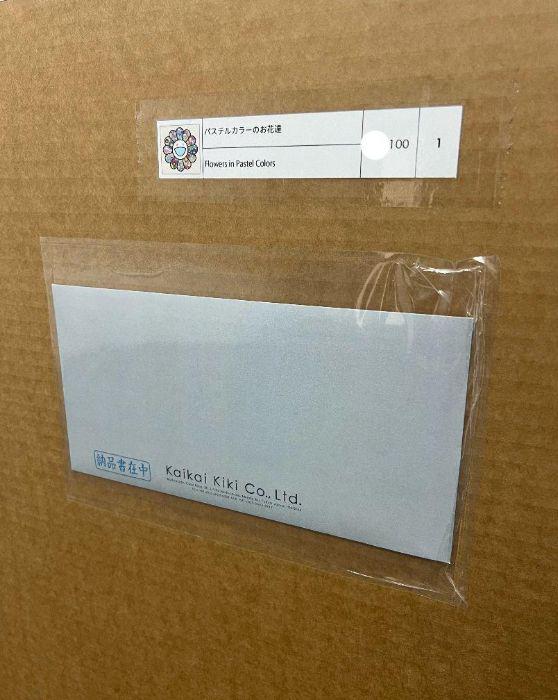 パステルカラーのお花達
Flowers in Pastel Colors
100
1
納品書在中
Kaikai Kiki Co., Ltd.